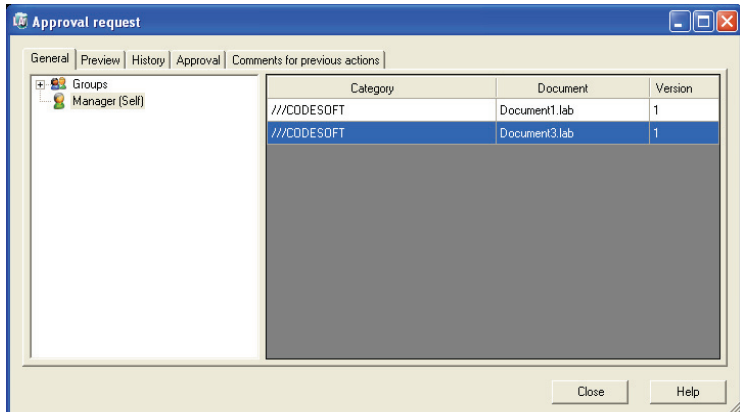 Approval request
General Preview History Approval Comments for previous actions
Groups
Manager (Self)
Category Document Version
///CODESOFT Document1.lab 1
///CODESOFT Document3.lab 1
Close Help